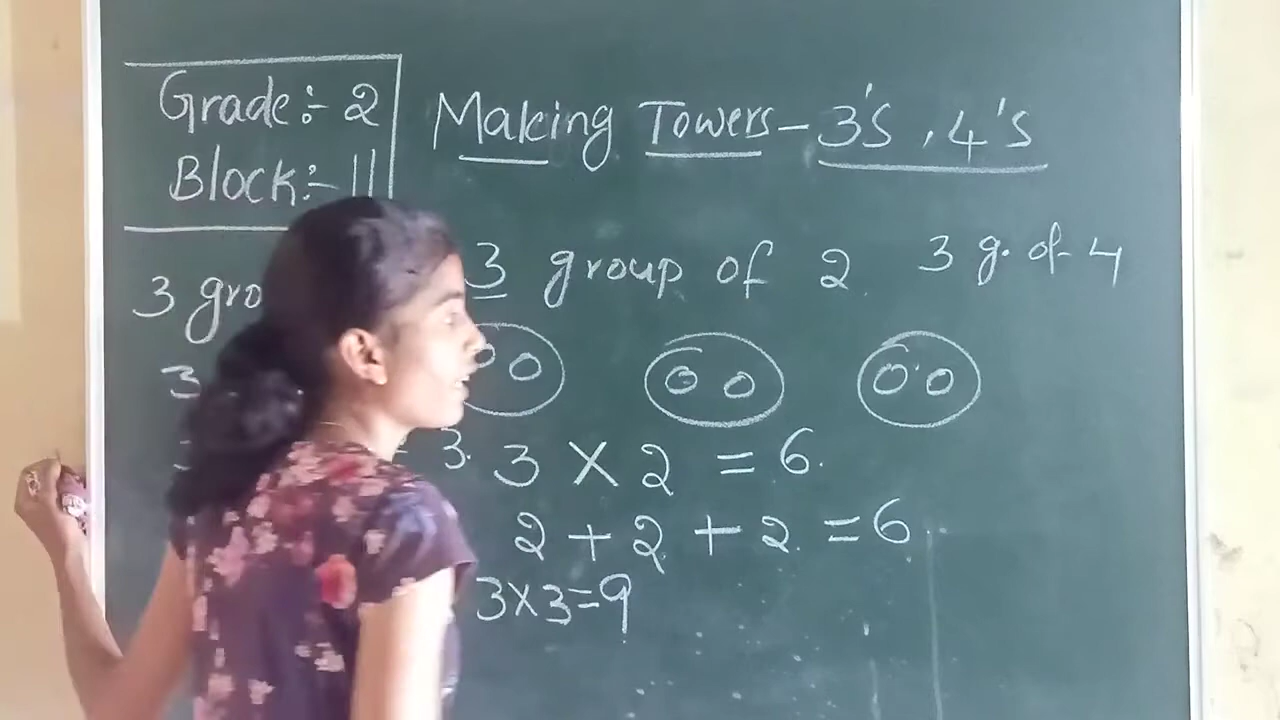 Grade:- 2
Block:- 11
Making Towers - 3's, 4's
3
3 group of 2
3 g. of 4
3
= 3.
3 X 2 = 6.
2 + 2 + 2 = 6
3x3=9